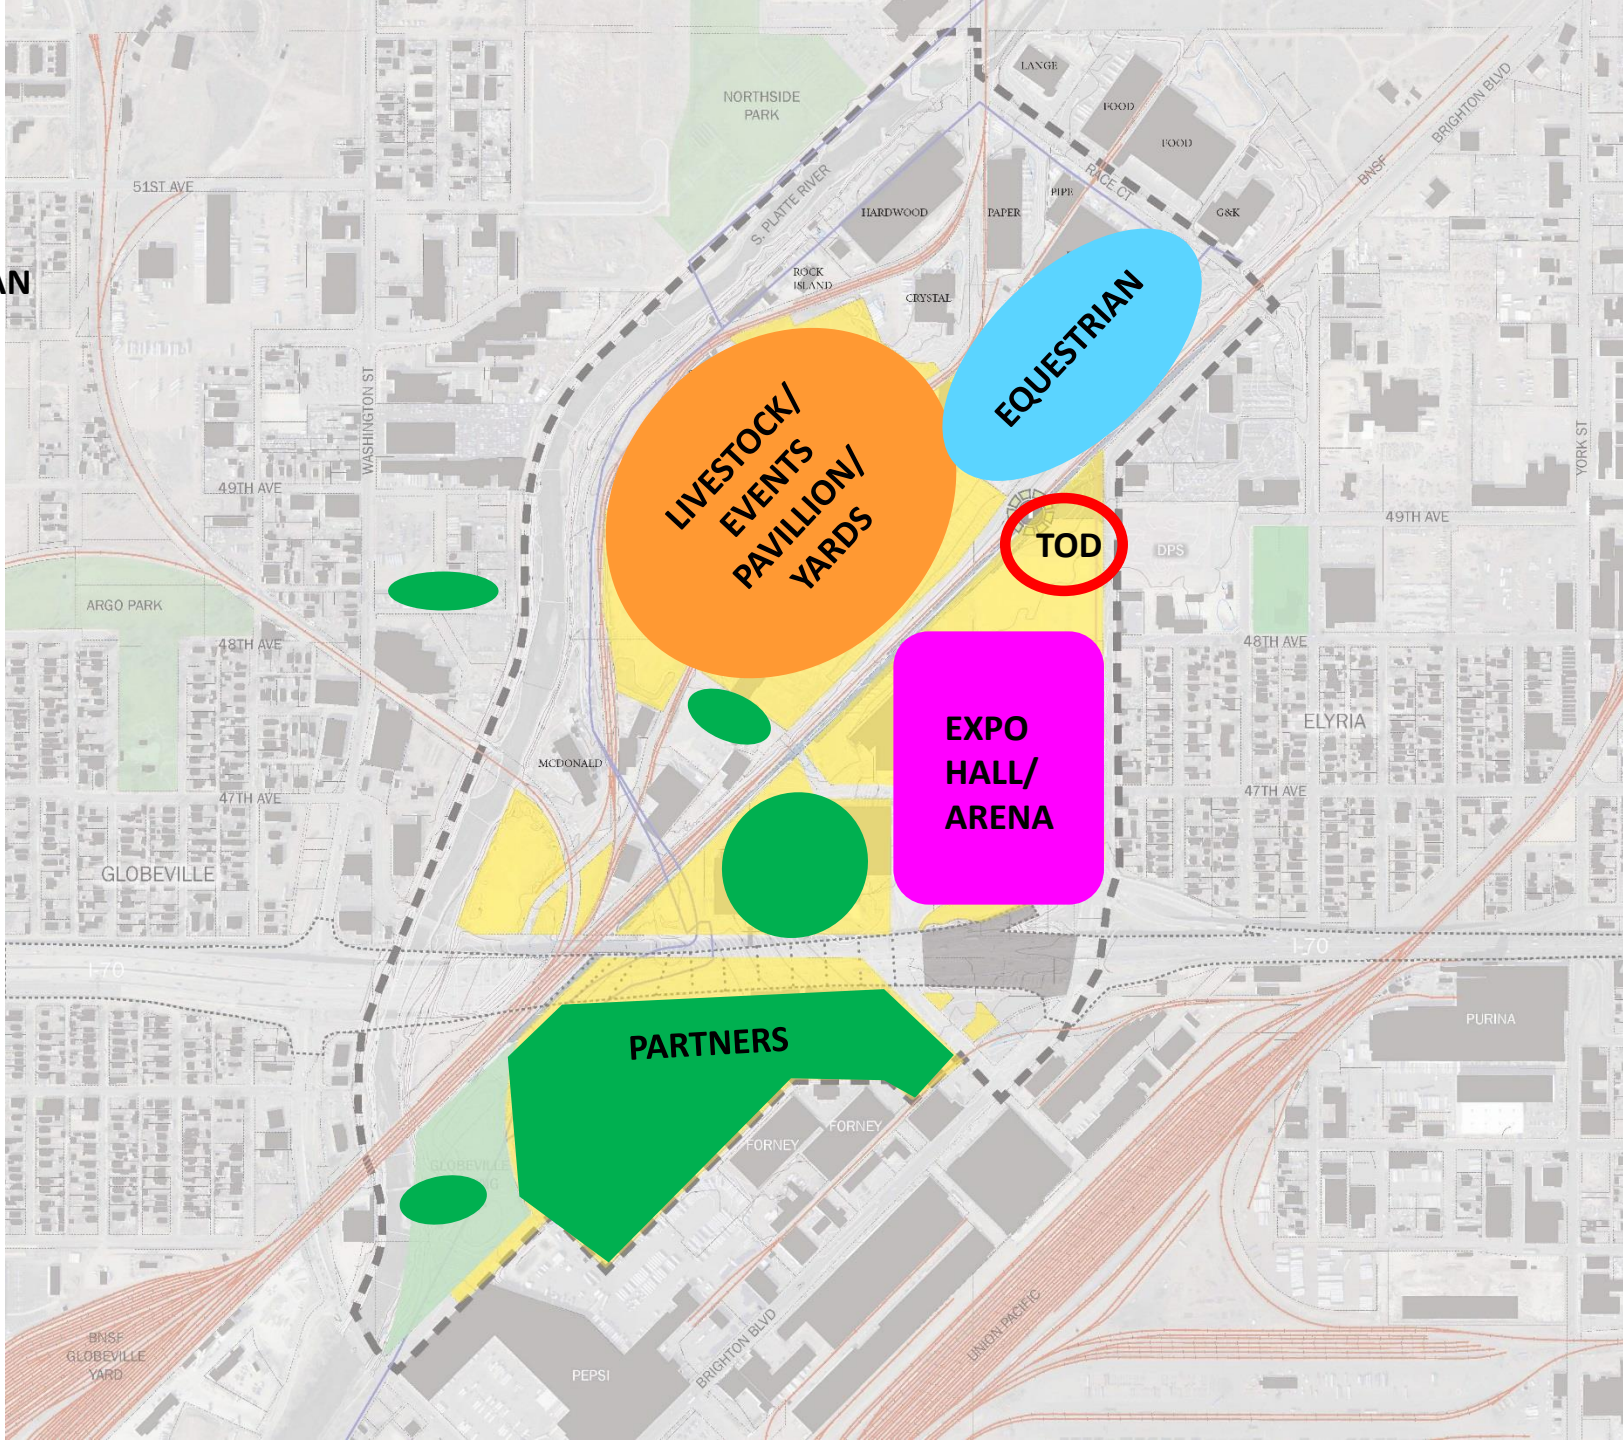 LANGE
NORTHSIDE
PARK
FOOD
FOOD
BRIGHTON BLVD
BNSF
51ST AVE
S. PLATTE RIVER
HARDWOOD
PAPER
PIPE
RACE CT
G&K
AN
ROCK
ISLAND
CRYSTAL
EQUESTRIAN
WASHINGTON ST
LIVESTOCK/
EVENTS
PAVILLION/
YARDS
YORK ST
49TH AVE
49TH AVE
TOD
DPS
ARGO PARK
48TH AVE
48TH AVE
EXPO
HALL/
ARENA
ELYRIA
MCDONALD
47TH AVE
47TH AVE
GLOBEVILLE
I-70
I-70
PARTNERS
PURINA
FORNEY
FORNEY
GLOBEVILLE
BNSF
GLOBEVILLE
YARD
PEPSI
BRIGHTON BLVD
UNION PACIFIC